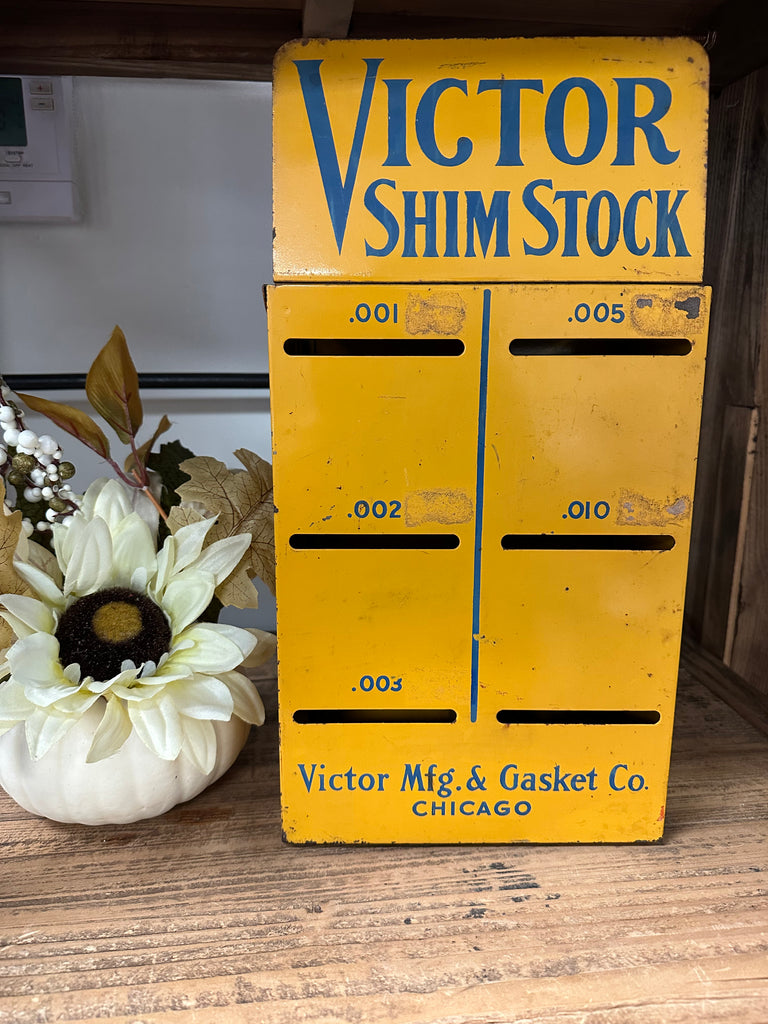 VICTOR
SHIM STOCK
.001 .005
.002 .010
.003
Victor Mfg. & Gasket Co.
CHICAGO